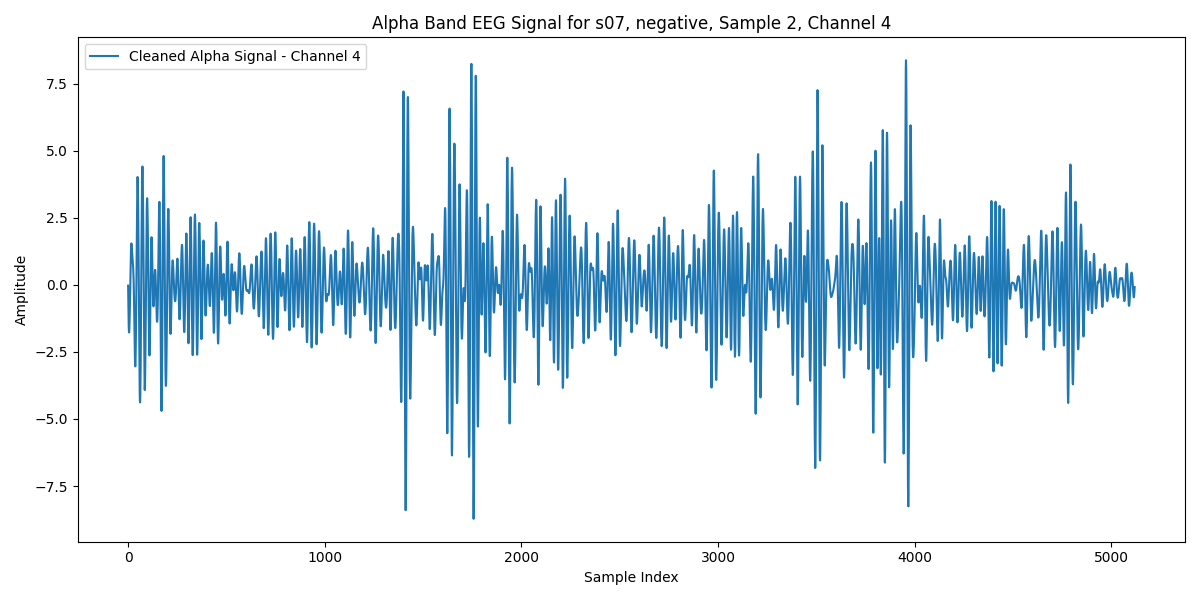 Alpha Band EEG Signal for s07, negative, Sample 2, Channel 4
Cleaned Alpha Signal - Channel 4
Amplitude
7.5
5.0
2.5
0.0
−2.5
−5.0
−7.5
0 1000 2000 3000 4000 5000
Sample Index